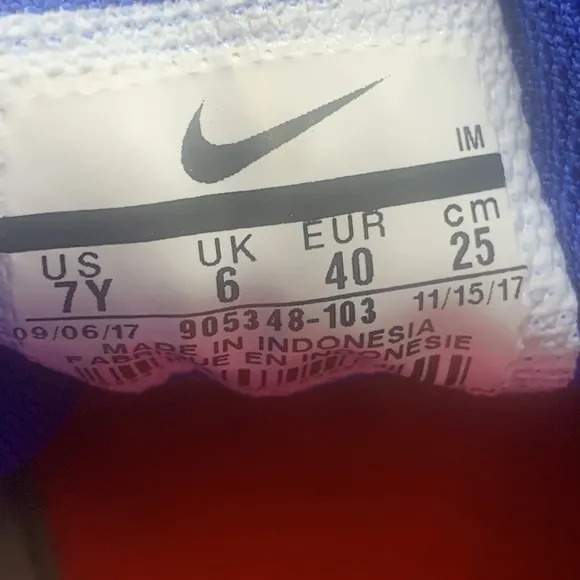 IM
US UK EUR cm
7Y 6 40 25
09/06/17 905348-103 11/15/17
MADE IN INDONESIA
FABRIQUE EN INDONESIE